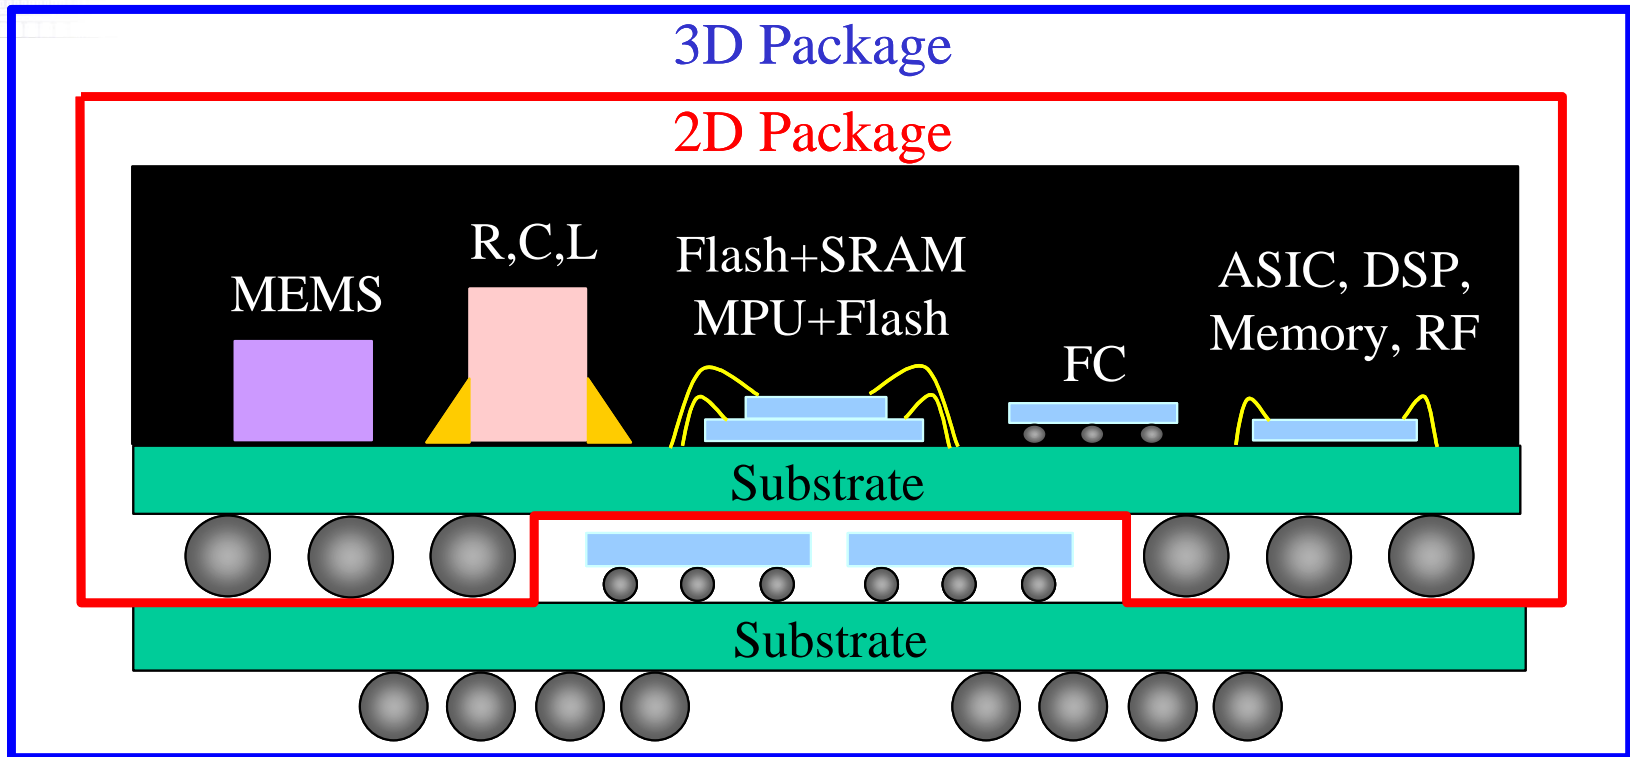 3D Package
2D Package
MEMS
R,C,L
Flash+SRAM
MPU+Flash
FC
ASIC, DSP,
Memory, RF
Substrate
Substrate